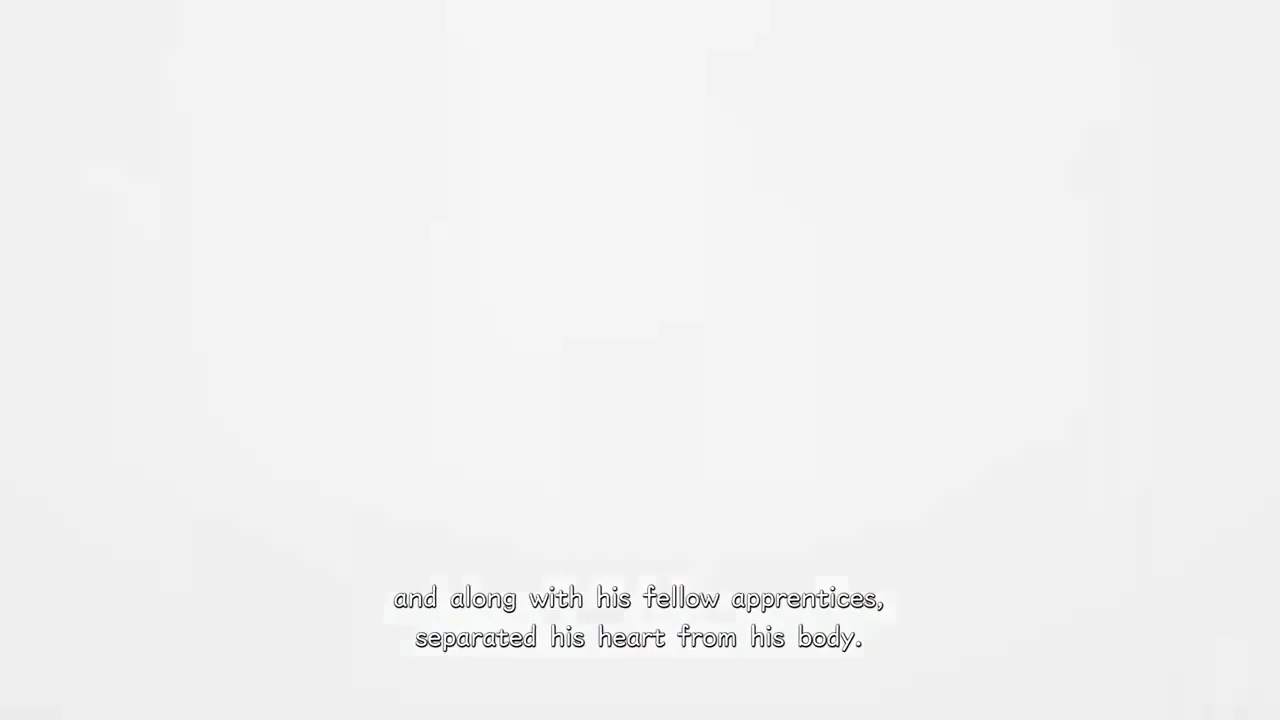 and along with his fellow apprentices,
separated his heart from his body.